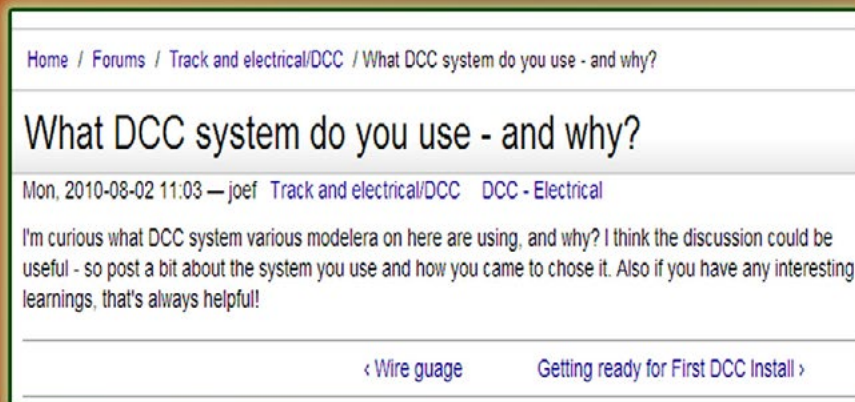 Home / Forums / Track and electrical/DCC / What DCC system do you use - and why?
What DCC system do you use - and why?
Mon, 2010-08-02 11:03 — joef Track and electrical/DCC DCC - Electrical
I'm curious what DCC system various modelera on here are using, and why? I think the discussion could be
useful - so post a bit about the system you use and how you came to chose it. Also if you have any interesting
learnings, that's always helpful!
‹ Wire guage Getting ready for First DCC Install ›